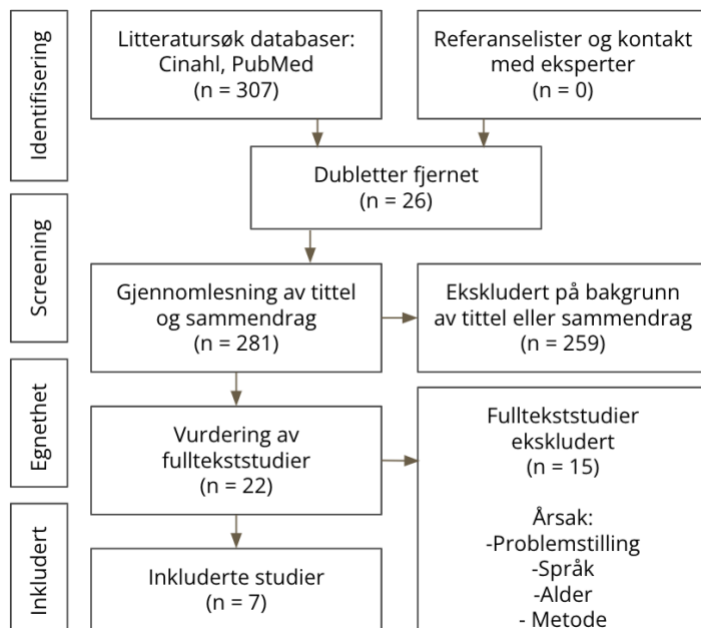 Identifisering
Litteratursøk databaser:
Cinahl, PubMed
(n = 307)
Referanselister og kontakt
med eksperter
(n = 0)
Dubletter fjernet
(n = 26)
Screening
Gjennomlesning av tittel
og sammendrag
(n = 281)
Ekskludert på bakgrunn
av tittel eller sammendrag
(n = 259)
Egnethet
Vurdering av
fulltekststudier
(n = 22)
Fulltekststudier
ekskludert
(n = 15)
Årsak:
-Problemstilling
-Språk
-Alder
- Metode
Inkludert
Inkluderte studier
(n = 7)